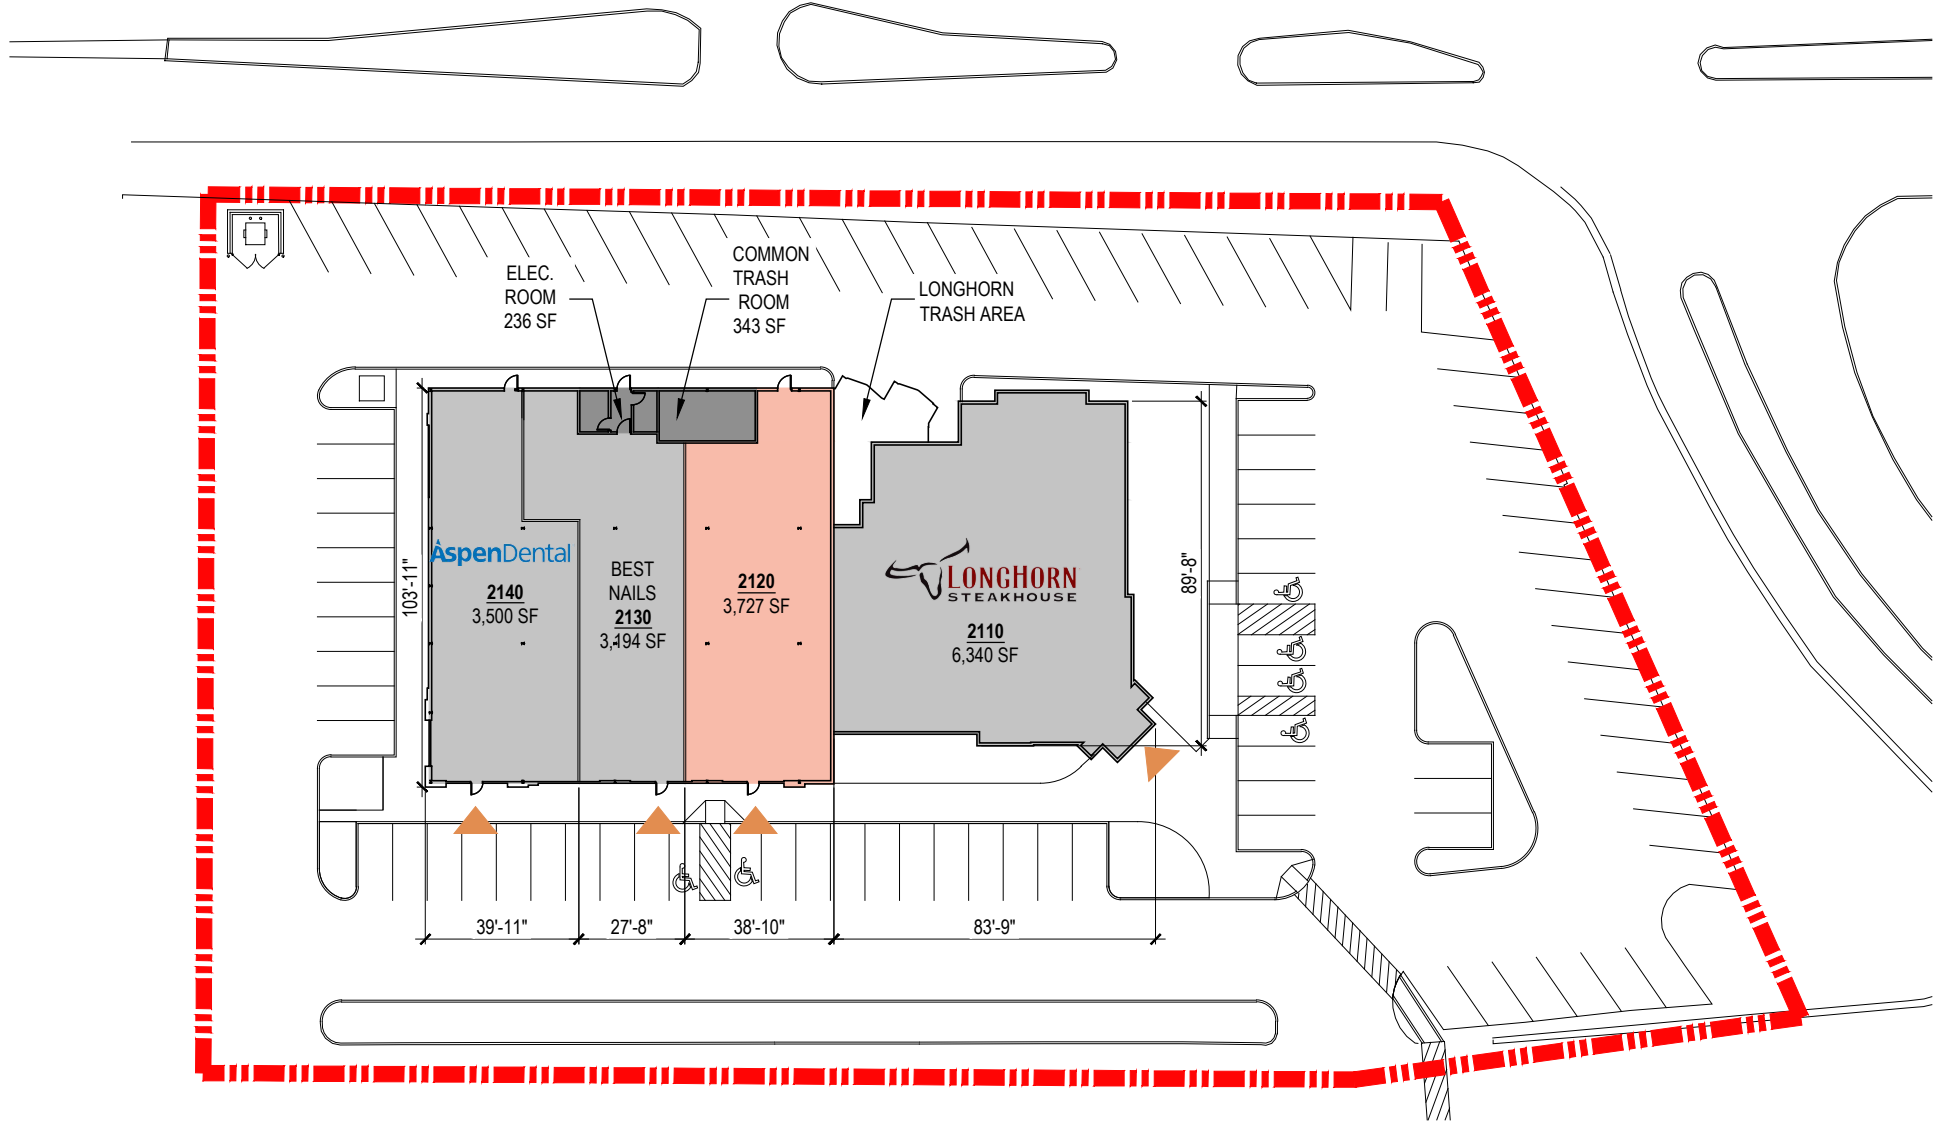 ELEC.
ROOM
236 SF
COMMON
TRASH
ROOM
343 SF
LONGHORN
TRASH AREA
AspenDental
2140
3,500 SF
BEST
NAILS
2130
3,194 SF
2120
3,727 SF
LONGHORN
STEAKHOUSE
2110
6,340 SF
103'-11"
89'-8"
39'-11"
27'-8"
38'-10"
83'-9"